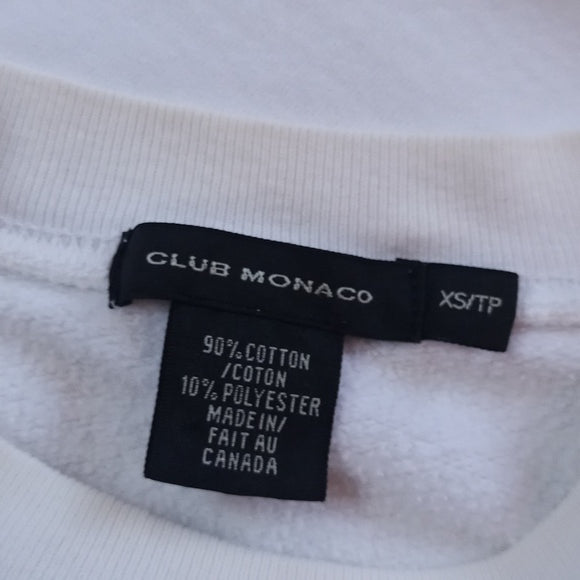 CLUB MONACO
XS/TP
90% COTTON
/COTON
10% POLYESTER
MADE IN/
FAIT AU
CANADA